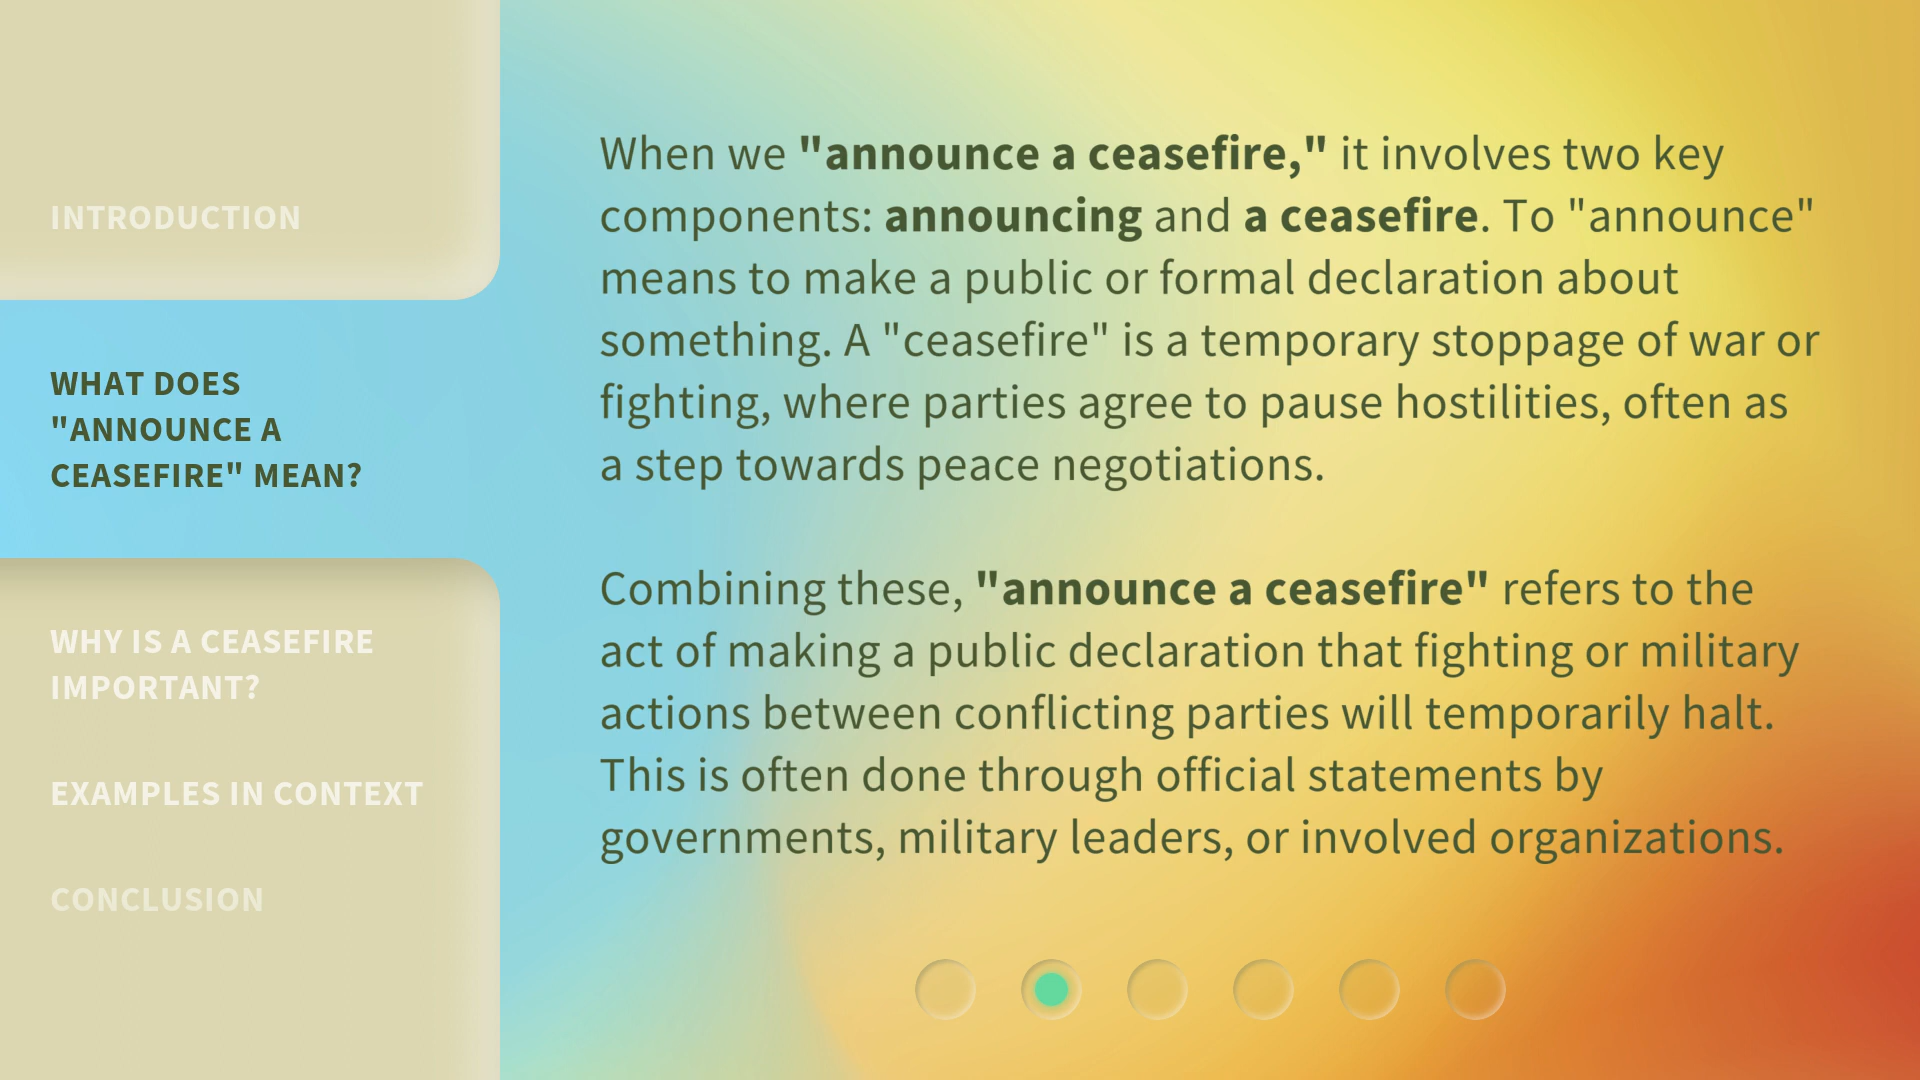 INTRODUCTION
WHAT DOES
"ANNOUNCE A
CEASEFIRE" MEAN?
WHY IS A CEASEFIRE
IMPORTANT?
EXAMPLES IN CONTEXT
CONCLUSION
When we "announce a ceasefire," it involves two key
components: announcing and a ceasefire. To "announce"
means to make a public or formal declaration about
something. A "ceasefire" is a temporary stoppage of war or
fighting, where parties agree to pause hostilities, often as
a step towards peace negotiations.
Combining these, "announce a ceasefire" refers to the
act of making a public declaration that fighting or military
actions between conflicting parties will temporarily halt.
This is often done through official statements by
governments, military leaders, or involved organizations.